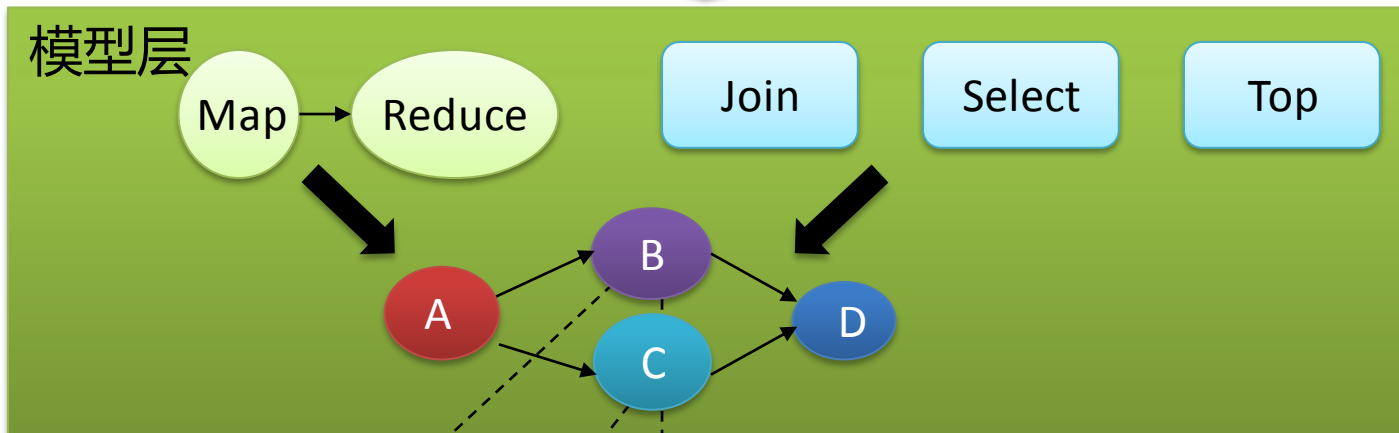 模型层
Map
Reduce
Join
Select
Top
A
B
C
D